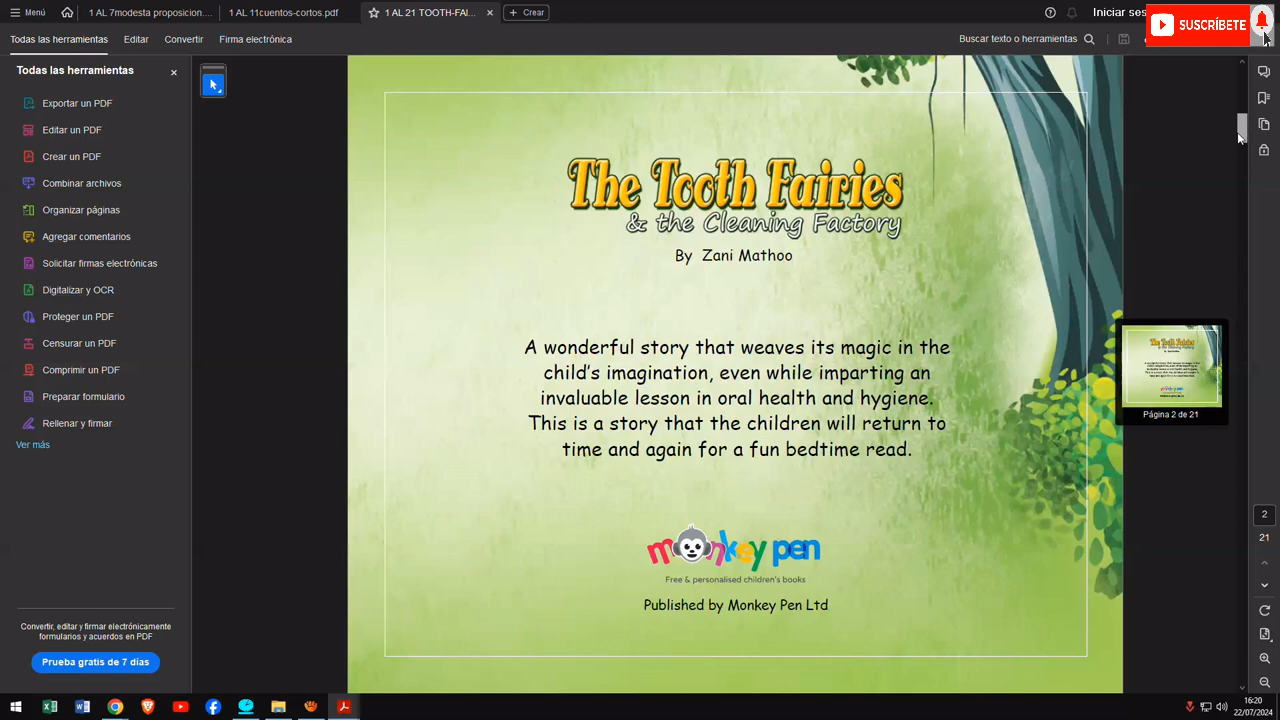 Menú
1 AL 7modesta proposicion....
1 AL 11cuentos-cortos.pdf
1 AL 21 TOOTH-FAI...
Crear
Todas las herramientas
Editar
Convertir
Firma electrónica
Buscar texto o herramientas
SUSCRÍBETE
Todas las herramientas
Exportar un PDF
Editar un PDF
Crear un PDF
Combinar archivos
Organizar páginas
Agregar comentarios
Solicitar firmas electrónicas
Digitalizar y OCR
Proteger un PDF
Censurar un PDF
Comprimir un PDF
Preparar formulario
Rellenar y firmar
Ver más
Convertir, editar y firmar electrónicamente
formularios y acuerdos en PDF
Prueba gratis de 7 días
The Tooth Fairies
& the Cleaning Factory
By Zani Mathoo
A wonderful story that weaves its magic in the
child's imagination, even while imparting an
invaluable lesson in oral health and hygiene.
This is a story that the children will return to
time and again for a fun bedtime read.
monkey pen
Free & personalised children's books
Published by Monkey Pen Ltd
Página 2 de 21
2
21
16:20
22/07/2024